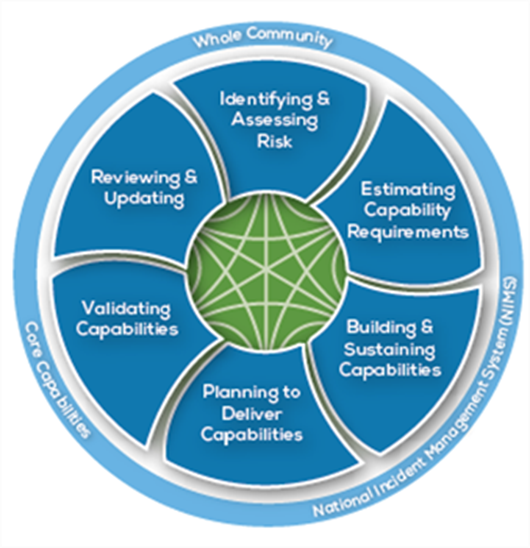 Whole Community
Identifying &
Assessing
Risk
Estimating
Capability
Requirements
Building &
Sustaining
Capabilities
Planning to
Deliver
Capabilities
Validating
Capabilities
Reviewing &
Updating
National Incident Management System (NIMS)
Core Capabilities